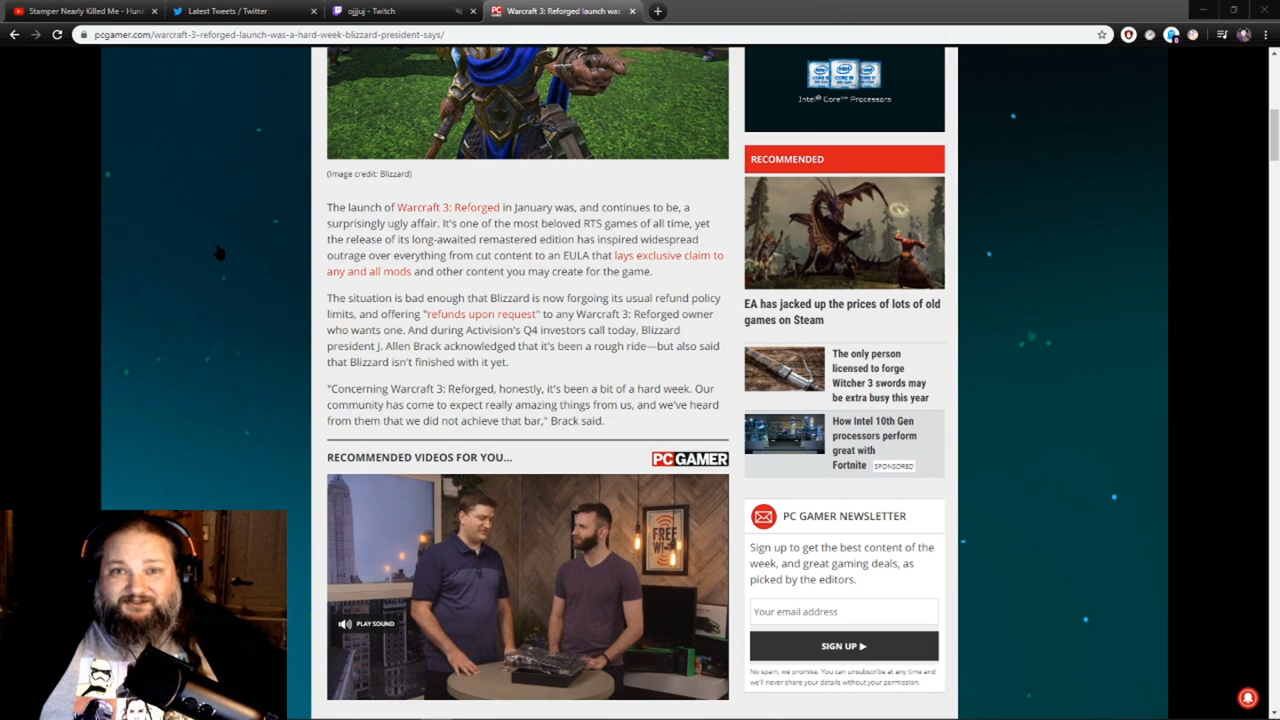 Stamper Nearly Killed Me - Huni
Latest Tweets / Twitter
ojjjuj - Twitch
Warcraft 3: Reforged launch was
pcgamer.com/warcraft-3-reforged-launch-was-a-hard-week-blizzard-president-says/
(Image credit: Blizzard)
The launch of Warcraft 3: Reforged in January was, and continues to be, a
surprisingly ugly affair. It's one of the most beloved RTS games of all time, yet
the release of its long-awaited remastered edition has inspired widespread
outrage over everything from cut content to an EULA that lays exclusive claim to
any and all mods and other content you may create for the game.
The situation is bad enough that Blizzard is now forgoing its usual refund policy
limits, and offering "refunds upon request" to any Warcraft 3: Reforged owner
who wants one. And during Activision's Q4 investors call today, Blizzard
president J. Allen Brack acknowledged that it's been a rough ride—but also said
that Blizzard isn't finished with it yet.
"Concerning Warcraft 3: Reforged, honestly, it's been a bit of a hard week. Our
community has come to expect really amazing things from us, and we've heard
from them that we did not achieve that bar," Brack said.
RECOMMENDED VIDEOS FOR YOU...
PC GAMER
FREE
WI-FI
PLAY SOUND
Intel® Core™ Processors
RECOMMENDED
EA has jacked up the prices of lots of old
games on Steam
The only person
licensed to forge
Witcher 3 swords may
be extra busy this year
How Intel 10th Gen
processors perform
great with
Fortnite SPONSORED
PC GAMER NEWSLETTER
Sign up to get the best content of the
week, and great gaming deals, as
picked by the editors.
Your email address
SIGN UP ▶
No spam, we promise. You can unsubscribe at any time and
we'll never share your details without your permission.